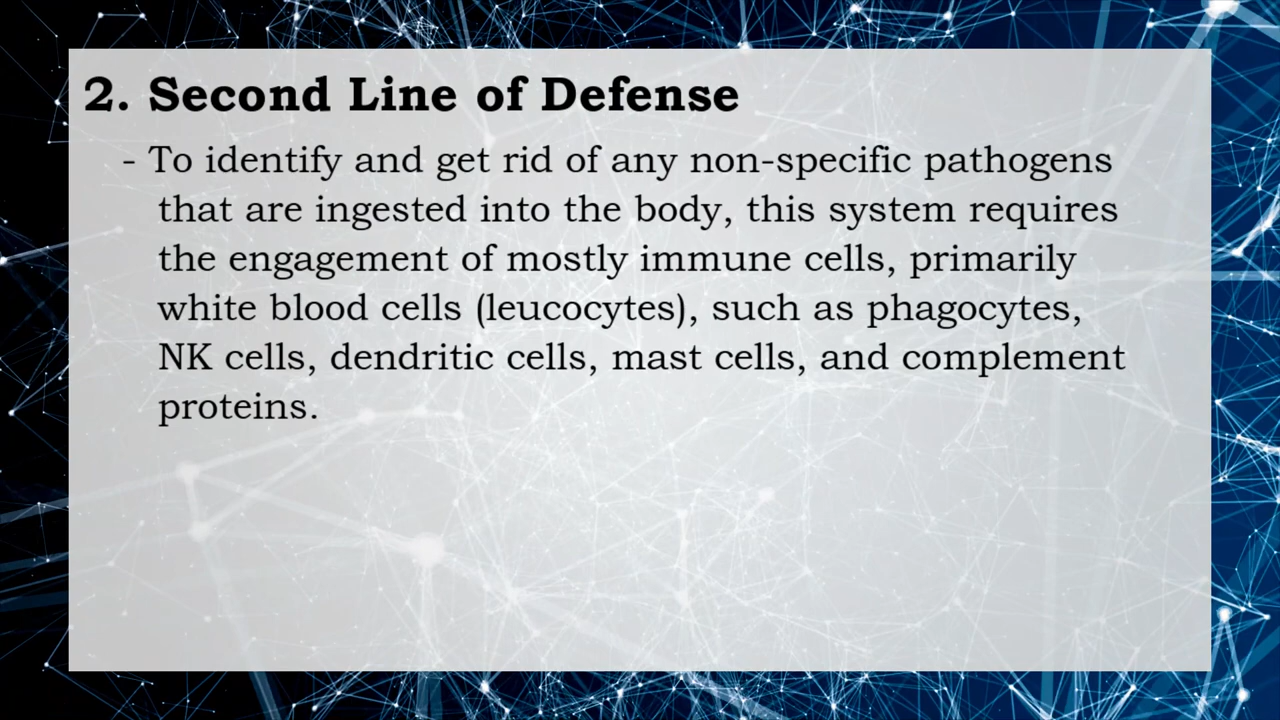 2. Second Line of Defense
- To identify and get rid of any non-specific pathogens
that are ingested into the body, this system requires
the engagement of mostly immune cells, primarily
white blood cells (leucocytes), such as phagocytes,
NK cells, dendritic cells, mast cells, and complement
proteins.